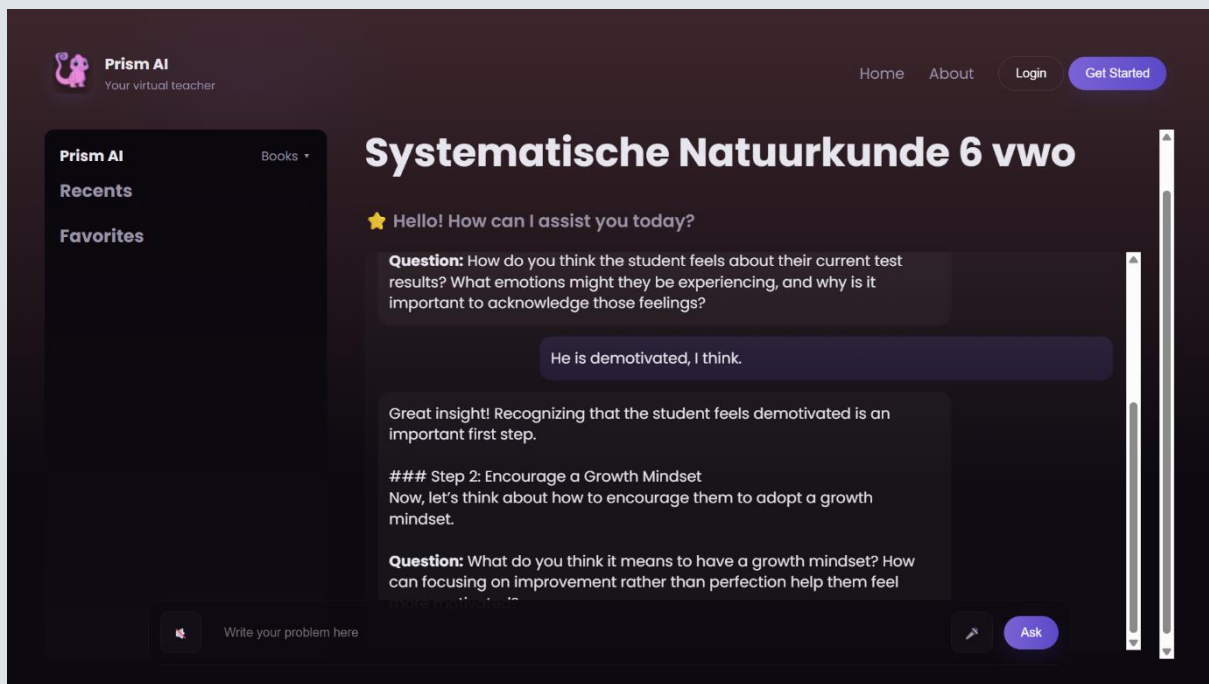 Prism AI
Your virtual teacher
Home About Login Get Started
Prism AI Books
Recents
Favorites
Systematische Natuurkunde 6 vwo
Hello! How can I assist you today?
Question: How do you think the student feels about their current test
results? What emotions might they be experiencing, and why is it
important to acknowledge those feelings?
He is demotivated, I think.
Great insight! Recognizing that the student feels demotivated is an
important first step.
### Step 2: Encourage a Growth Mindset
Now, let's think about how to encourage them to adopt a growth
mindset.
Question: What do you think it means to have a growth mindset? How
can focusing on improvement rather than perfection help them feel
more motivated?
Write your problem here
Ask